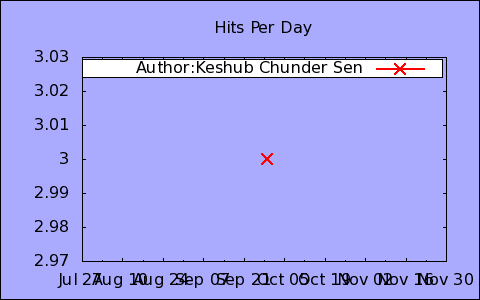 Hits Per Day
Author:Keshub Chunder Sen
3.03
3.02
3.01
3
2.99
2.98
2.97
Jul 27 Aug 10 Aug 24 Sep 07 Sep 21 Oct 05 Oct 19 Nov 02 Nov 16 Nov 30